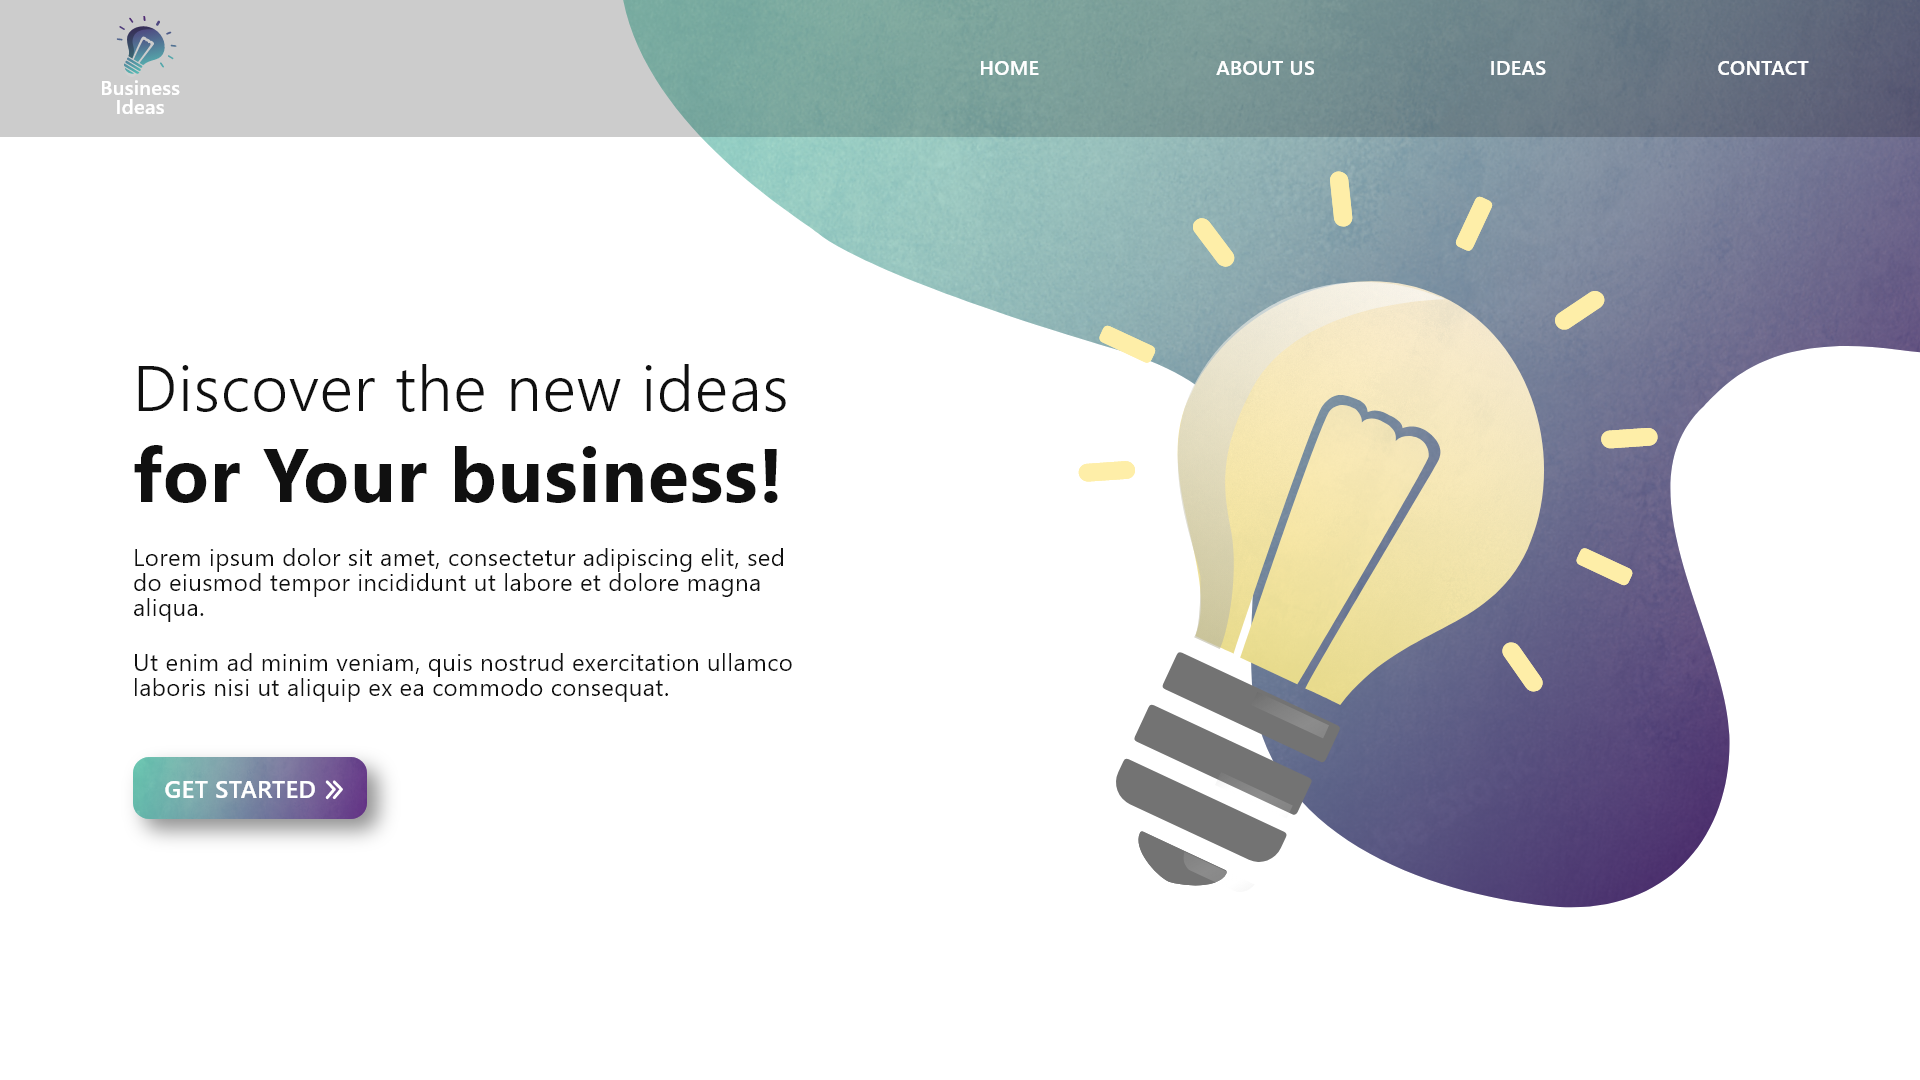 Business
Ideas
HOME
ABOUT US
IDEAS
CONTACT
Discover the new ideas
for Your business!
Lorem ipsum dolor sit amet, consectetur adipiscing elit, sed
do eiusmod tempor incididunt ut labore et dolore magna
aliqua.
Ut enim ad minim veniam, quis nostrud exercitation ullamco
laboris nisi ut aliquip ex ea commodo consequat.
GET STARTED